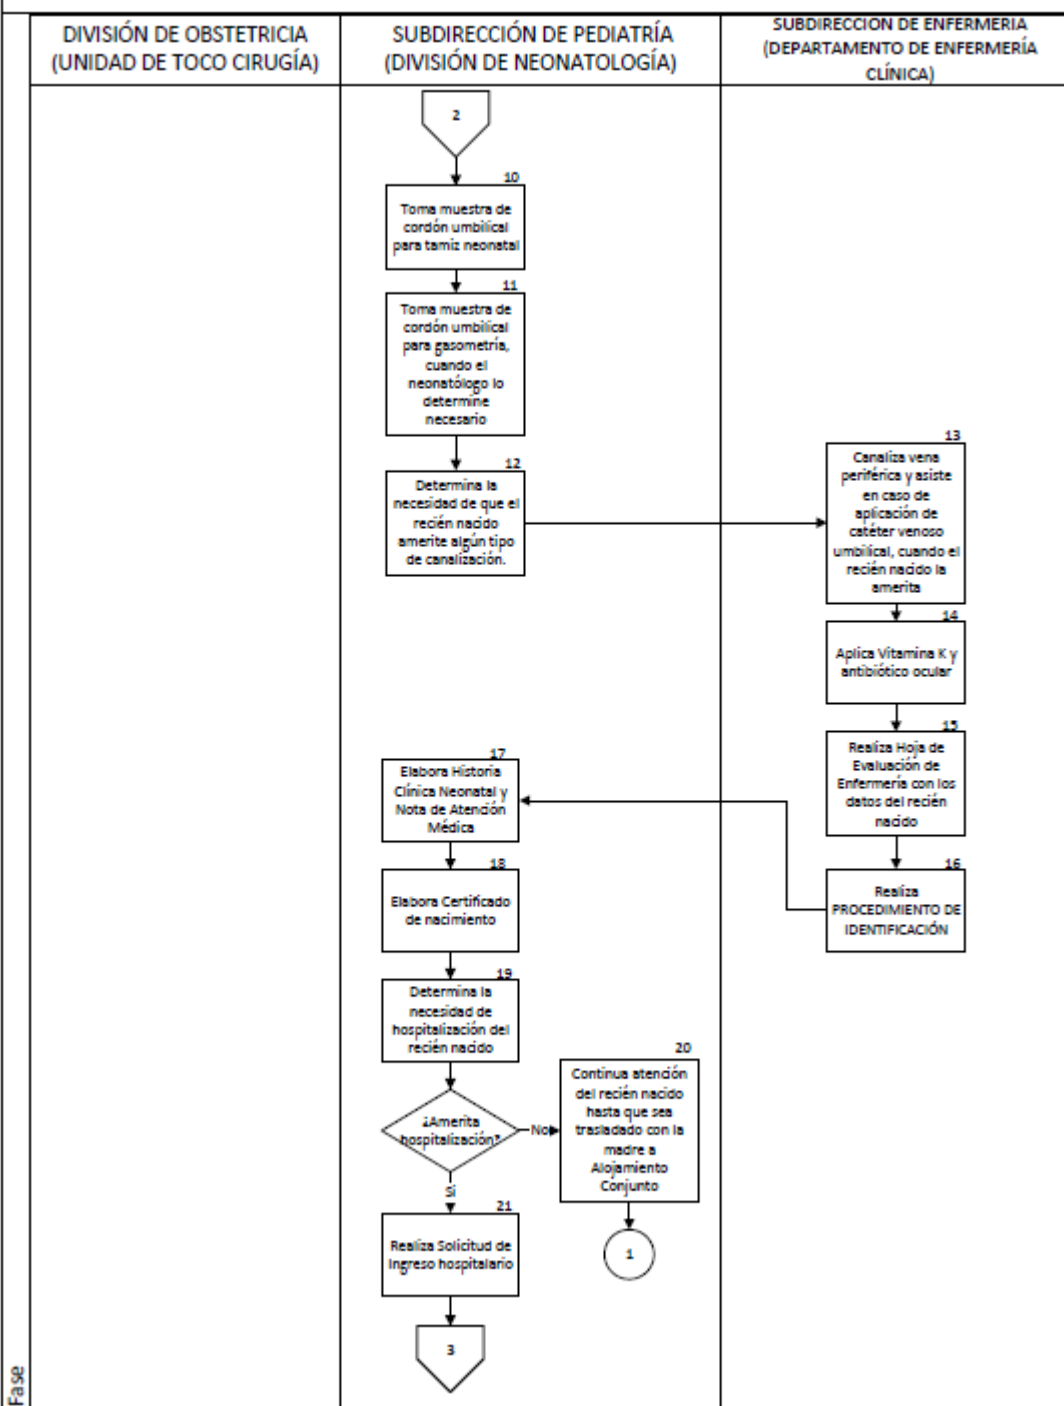 DIVISIÓN DE OBSTETRICIA
(UNIDAD DE TOCO CIRUGÍA)
SUBDIRECCIÓN DE PEDIATRÍA
(DIVISIÓN DE NEONATOLOGÍA)
SUBDIRECCION DE ENFERMERIA
(DEPARTAMENTO DE ENFERMERÍA
CLÍNICA)
2
10
Toma muestra de
cordón umbilical
para tamiz neonatal
11
Toma muestra de
cordón umbilical
para gasometría,
cuando el
neonatólogo lo
determine
necesario
12
Determina la
necesidad de que el
recién nacido
amerite algún tipo
de canalización.
13
Canaliza vena
periférica y asiste
en caso de
aplicación de
catéter venoso
umbilical, cuando el
recién nacido la
amerita
14
Aplica Vitamina K y
antibiótico ocular
15
Realiza Hoja de
Evaluación de
Enfermería con los
datos del recién
nacido
16
Realiza
PROCEDIMIENTO DE
IDENTIFICACIÓN
17
Elabora Historia
Clínica Neonatal y
Nota de Atención
Médica
18
Elabora Certificado
de nacimiento
19
Determina la
necesidad de
hospitalización del
recién nacido
¿Amerita
hospitalización?
No
20
Continua atención
del recién nacido
hasta que sea
trasladado con la
madre a
Alojamiento
Conjunto
1
Si
21
Realiza Solicitud de
Ingreso hospitalario
3
Fase